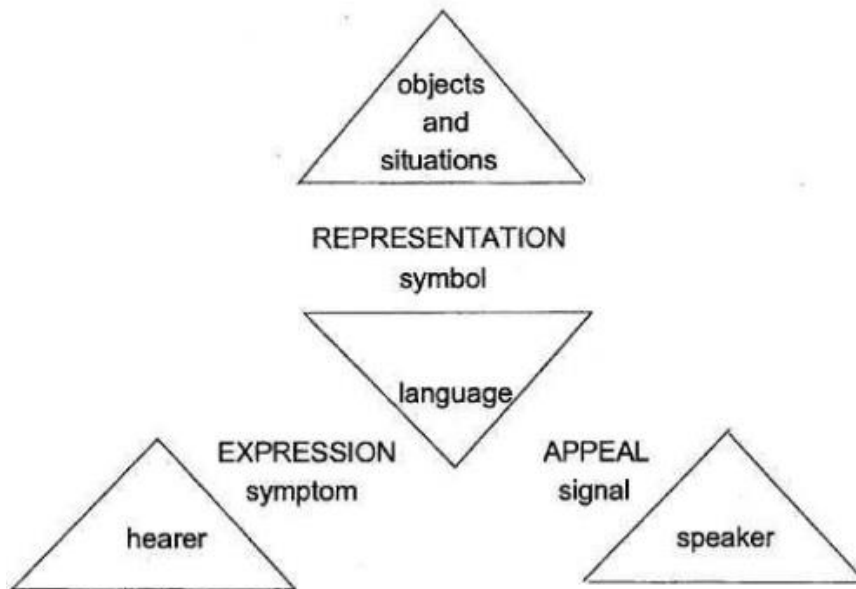 objects
and
situations
REPRESENTATION
symbol
language
EXPRESSION
symptom
APPEAL
signal
hearer
speaker